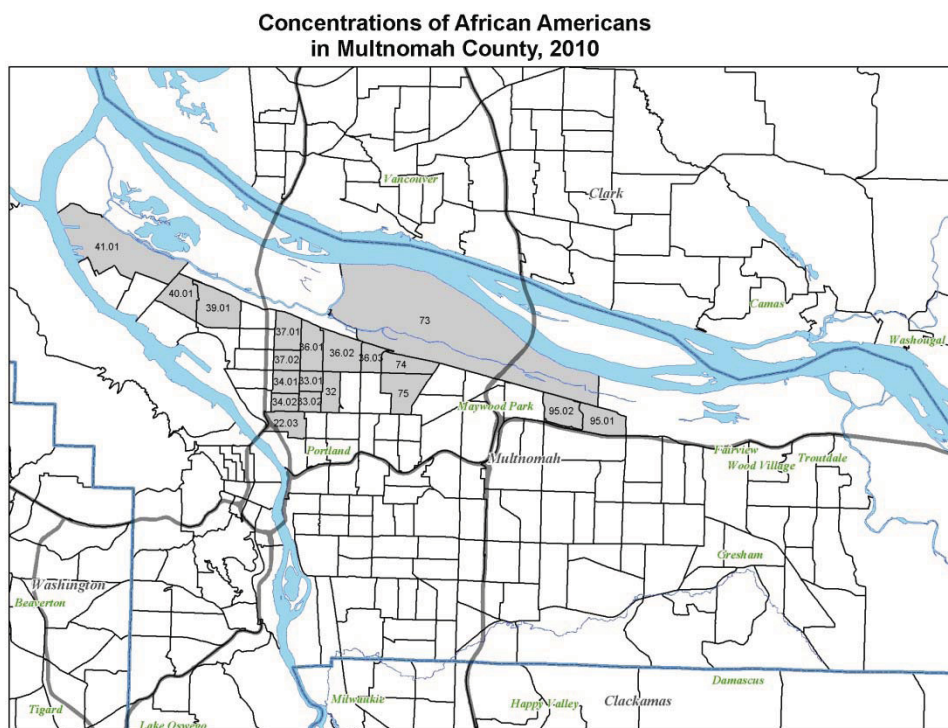 Concentrations of African Americans
in Multnomah County, 2010
Vancouver
Clark
41.01
40.01
39.01
73
Camas
Washougal
37.01
36.01
36.02
36.03
74
37.02
34.01
33.01
32
75
34.02
33.02
22.03
Maywood Park
95.02
95.01
Portland
Multnomah
Fairview
Wood Village
Troutdale
Gresham
Washington
Beaverton
Tigard
Lake Oswego
Milwaukie
Happy Valley
Clackamas
Damascus